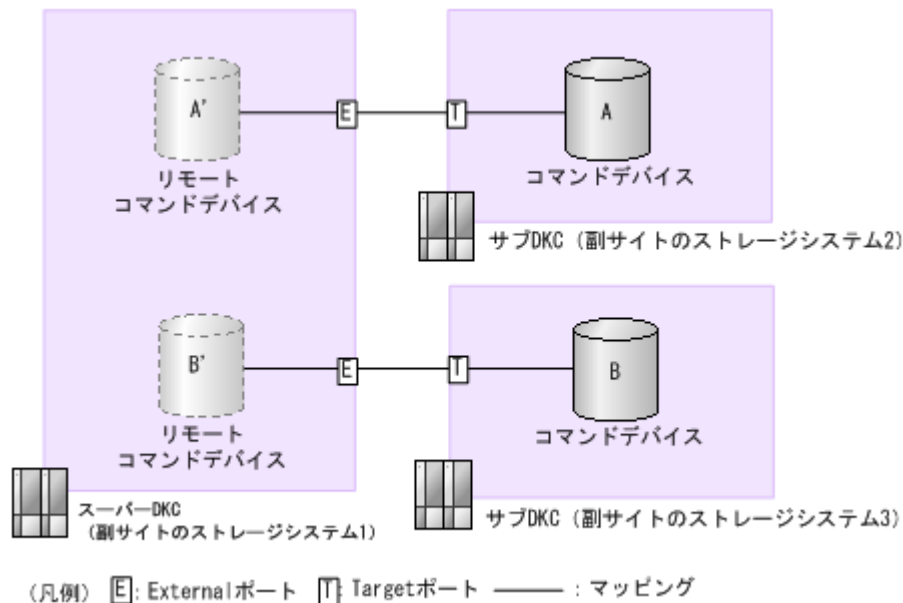 A'
E
T
A
リモート
コマンドデバイス
コマンドデバイス
サブDKC (副サイトのストレージシステム2)
B'
E
T
B
リモート
コマンドデバイス
コマンドデバイス
スーパーDKC
(副サイトのストレージシステム1)
サブDKC (副サイトのストレージシステム3)
(凡例) E: Externalポート T: Targetポート ―――: マッピング